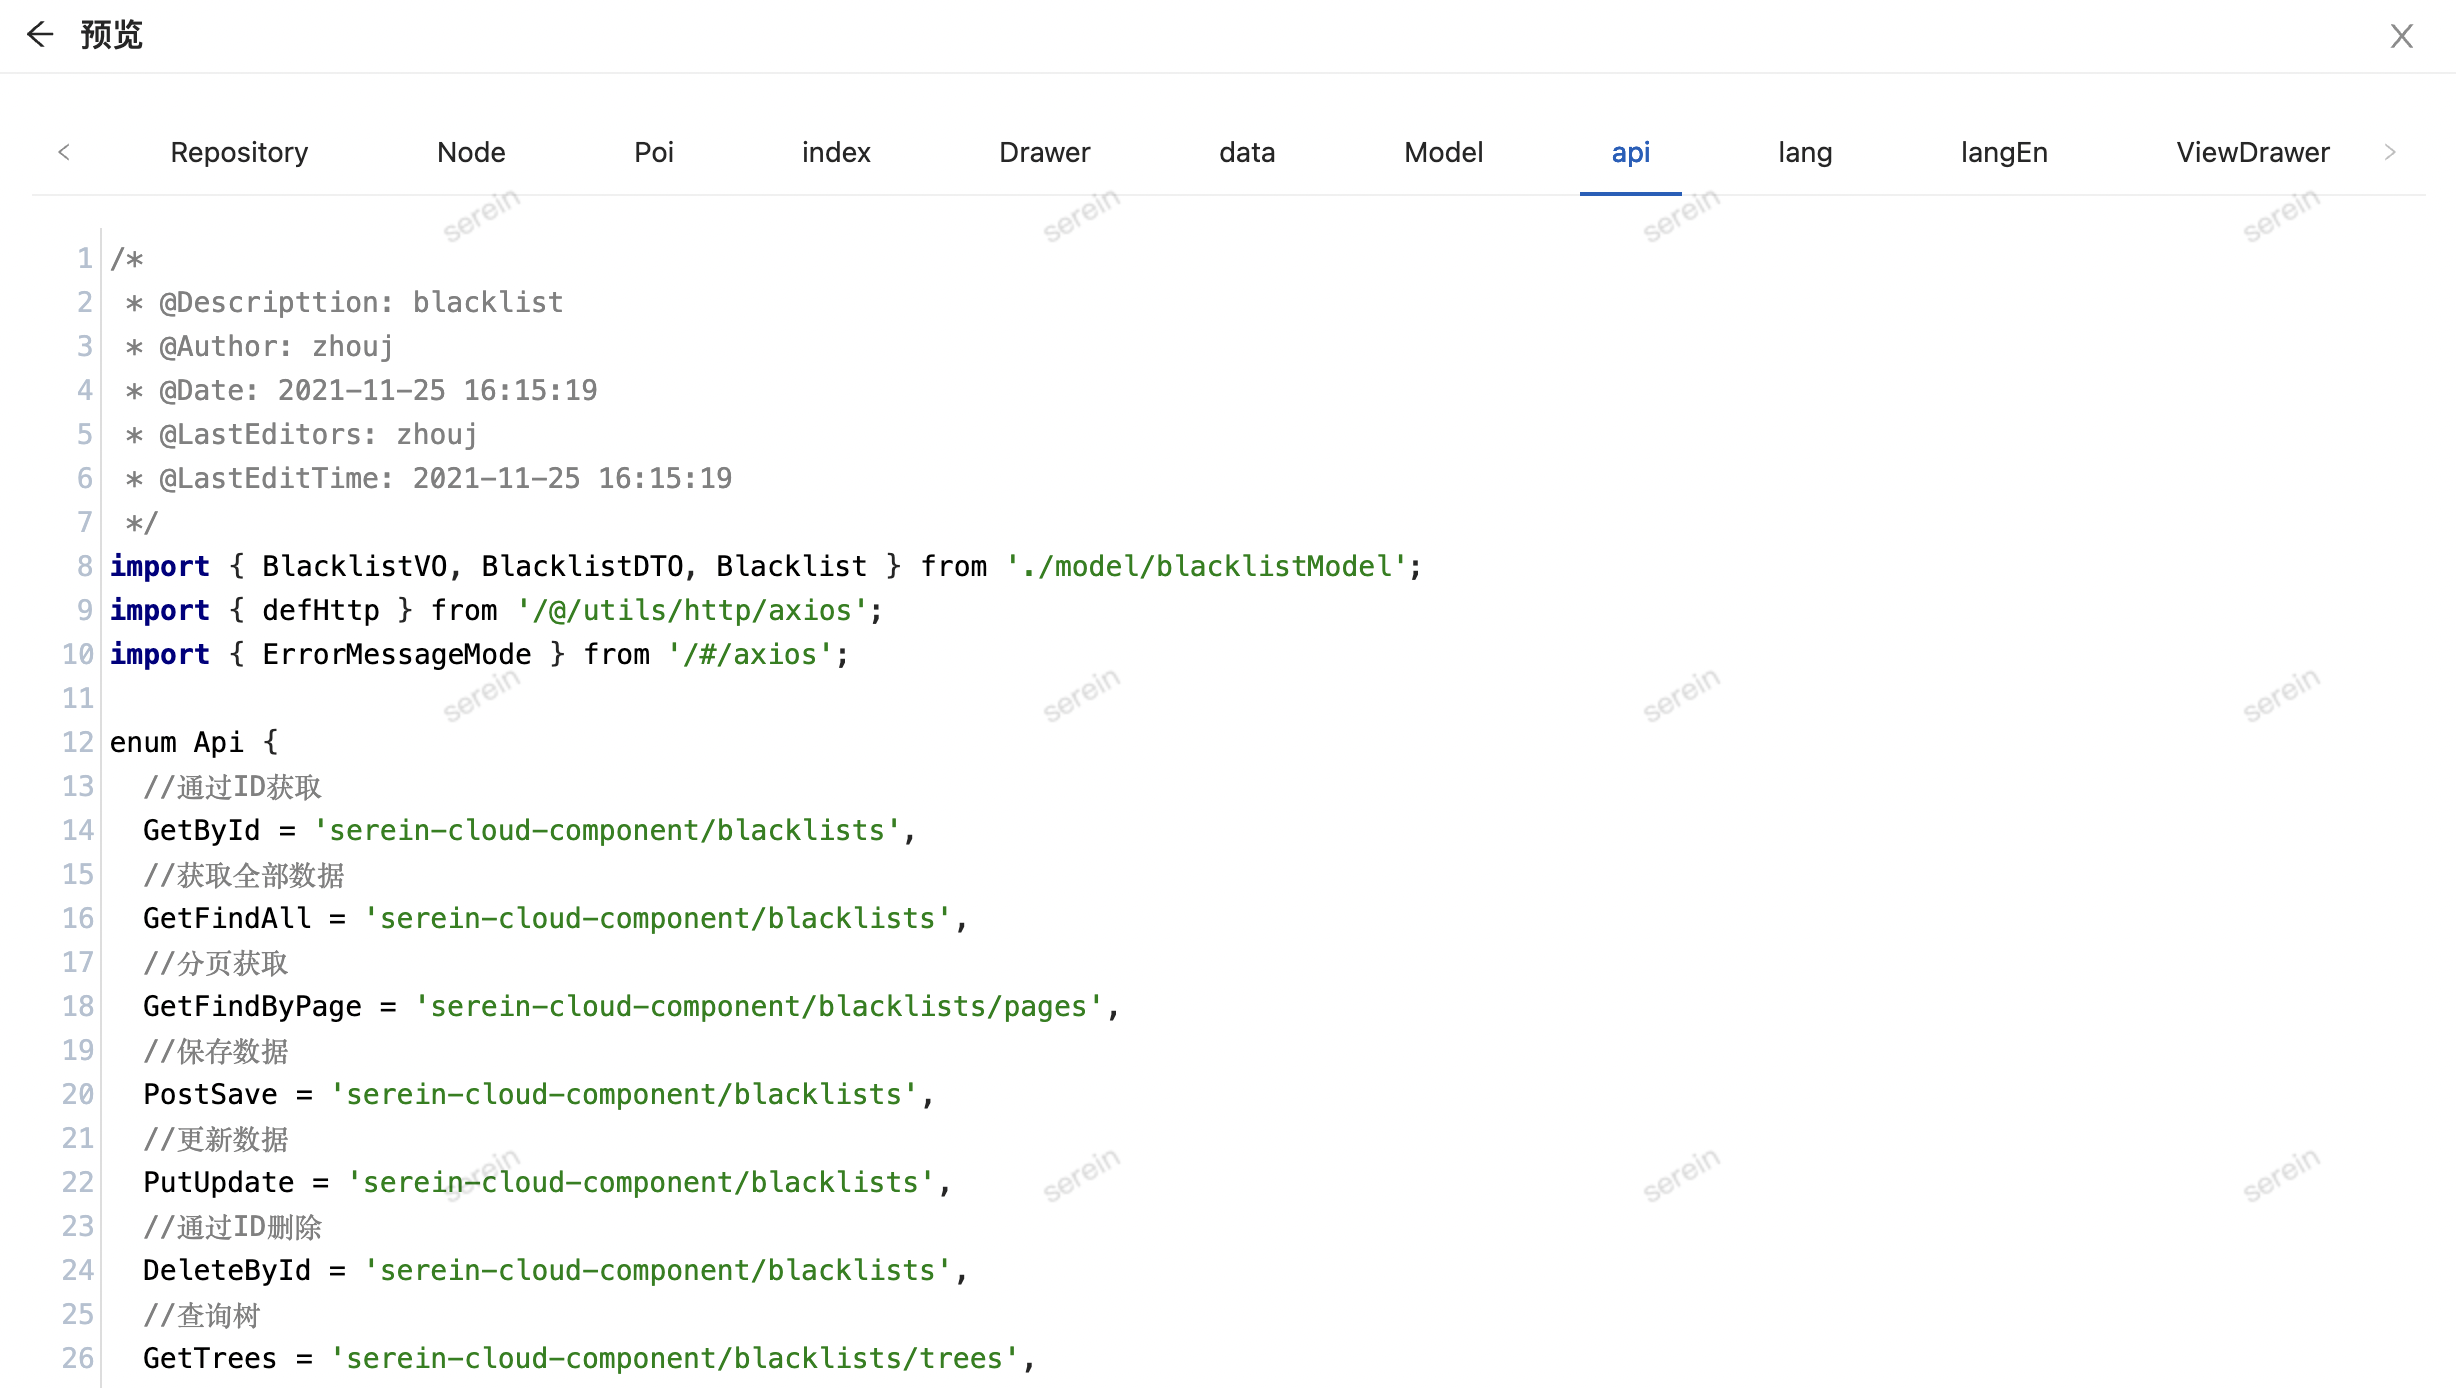 预览
Repository Node Poi index Drawer data Model api lang langEn ViewDrawer
serein serein serein serein
1 /*
2  * @Descripttion: blacklist
3  * @Author: zhouj
4  * @Date: 2021-11-25 16:15:19
5  * @LastEditors: zhouj
6  * @LastEditTime: 2021-11-25 16:15:19
7  */
8 import { BlacklistVO, BlacklistDTO, Blacklist } from './model/blacklistModel';
9 import { defHttp } from '/@/utils/http/axios';
10 import { ErrorMessageMode } from '/#/axios';
11
serein serein serein serein
12 enum Api {
13   //通过ID获取
14   GetById = 'serein-cloud-component/blacklists',
15   //获取全部数据
16   GetFindAll = 'serein-cloud-component/blacklists',
17   //分页获取
18   GetFindByPage = 'serein-cloud-component/blacklists/pages',
19   //保存数据
20   PostSave = 'serein-cloud-component/blacklists',
21   //更新数据
serein serein serein serein
22   PutUpdate = 'serein-cloud-component/blacklists',
23   //通过ID删除
24   DeleteById = 'serein-cloud-component/blacklists',
25   //查询树
26   GetTrees = 'serein-cloud-component/blacklists/trees',